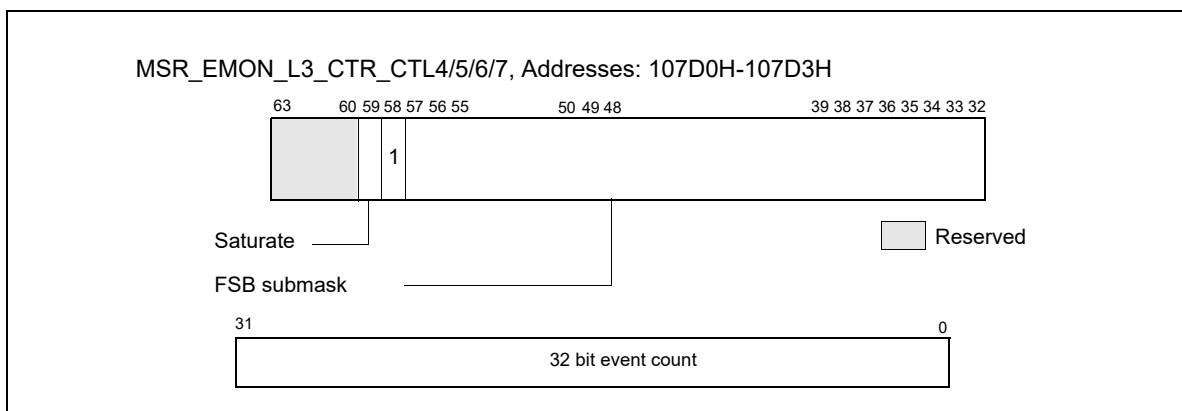 MSR_EMON_L3_CTR_CTL4/5/6/7, Addresses: 107D0H-107D3H
63 60 59 58 57 56 55 50 49 48 39 38 37 36 35 34 33 32
1
Saturate
Reserved
FSB submask
31 0
32 bit event count